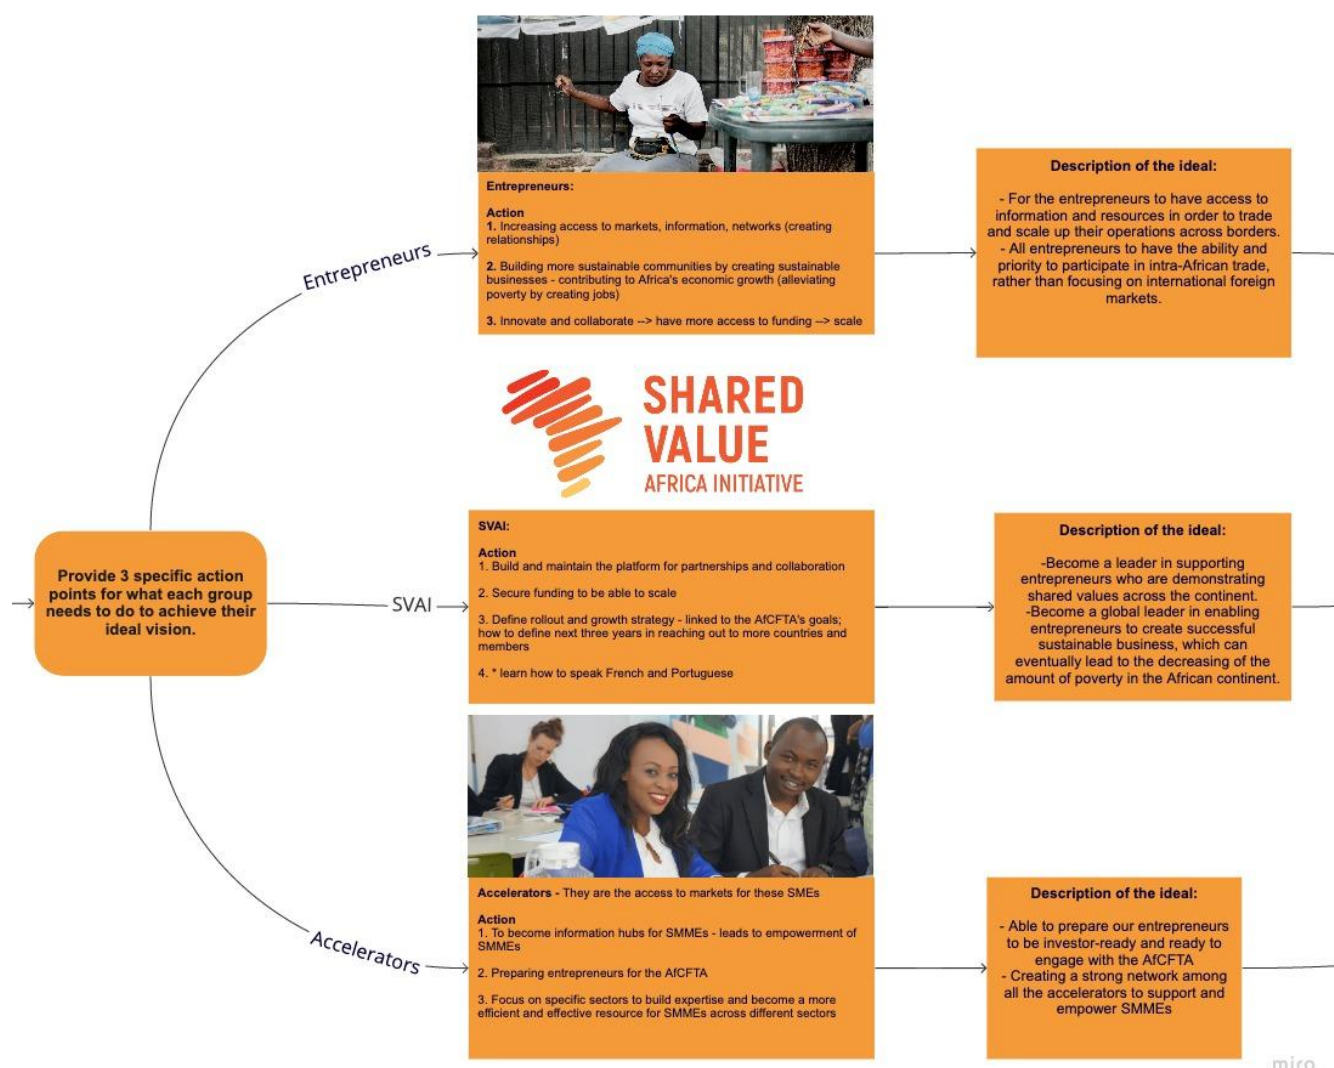 Entrepreneurs:
Action
1. Increasing access to markets, information, networks (creating
relationships)
2. Building more sustainable communities by creating sustainable
businesses - contributing to Africa's economic growth (alleviating
poverty by creating jobs)
3. Innovate and collaborate --> have more access to funding --> scale
Description of the ideal:
- For the entrepreneurs to have access to
information and resources in order to trade
and scale up their operations across borders.
- All entrepreneurs to have the ability and
priority to participate in intra-African trade,
rather than focusing on international foreign
markets.
Entrepreneurs
SHARED
VALUE
AFRICA INITIATIVE
Provide 3 specific action
points for what each group
needs to do to achieve their
ideal vision.
SVAI
SVAI:
Action
1. Build and maintain the platform for partnerships and collaboration
2. Secure funding to be able to scale
3. Define rollout and growth strategy - linked to the AfCFTA's goals;
how to define next three years in reaching out to more countries and
members
4. * learn how to speak French and Portuguese
Description of the ideal:
-Become a leader in supporting
entrepreneurs who are demonstrating
shared values across the continent.
-Become a global leader in enabling
entrepreneurs to create successful
sustainable business, which can
eventually lead to the decreasing of the
amount of poverty in the African continent.
Accelerators
Accelerators - They are the access to markets for these SMEs
Action
1. To become information hubs for SMMEs - leads to empowerment of
SMMEs
2. Preparing entrepreneurs for the AfCFTA
3. Focus on specific sectors to build expertise and become a more
efficient and effective resource for SMMEs across different sectors
Description of the ideal:
- Able to prepare our entrepreneurs
to be investor-ready and ready to
engage with the AfCFTA
- Creating a strong network among
all the accelerators to support and
empower SMMEs
miro